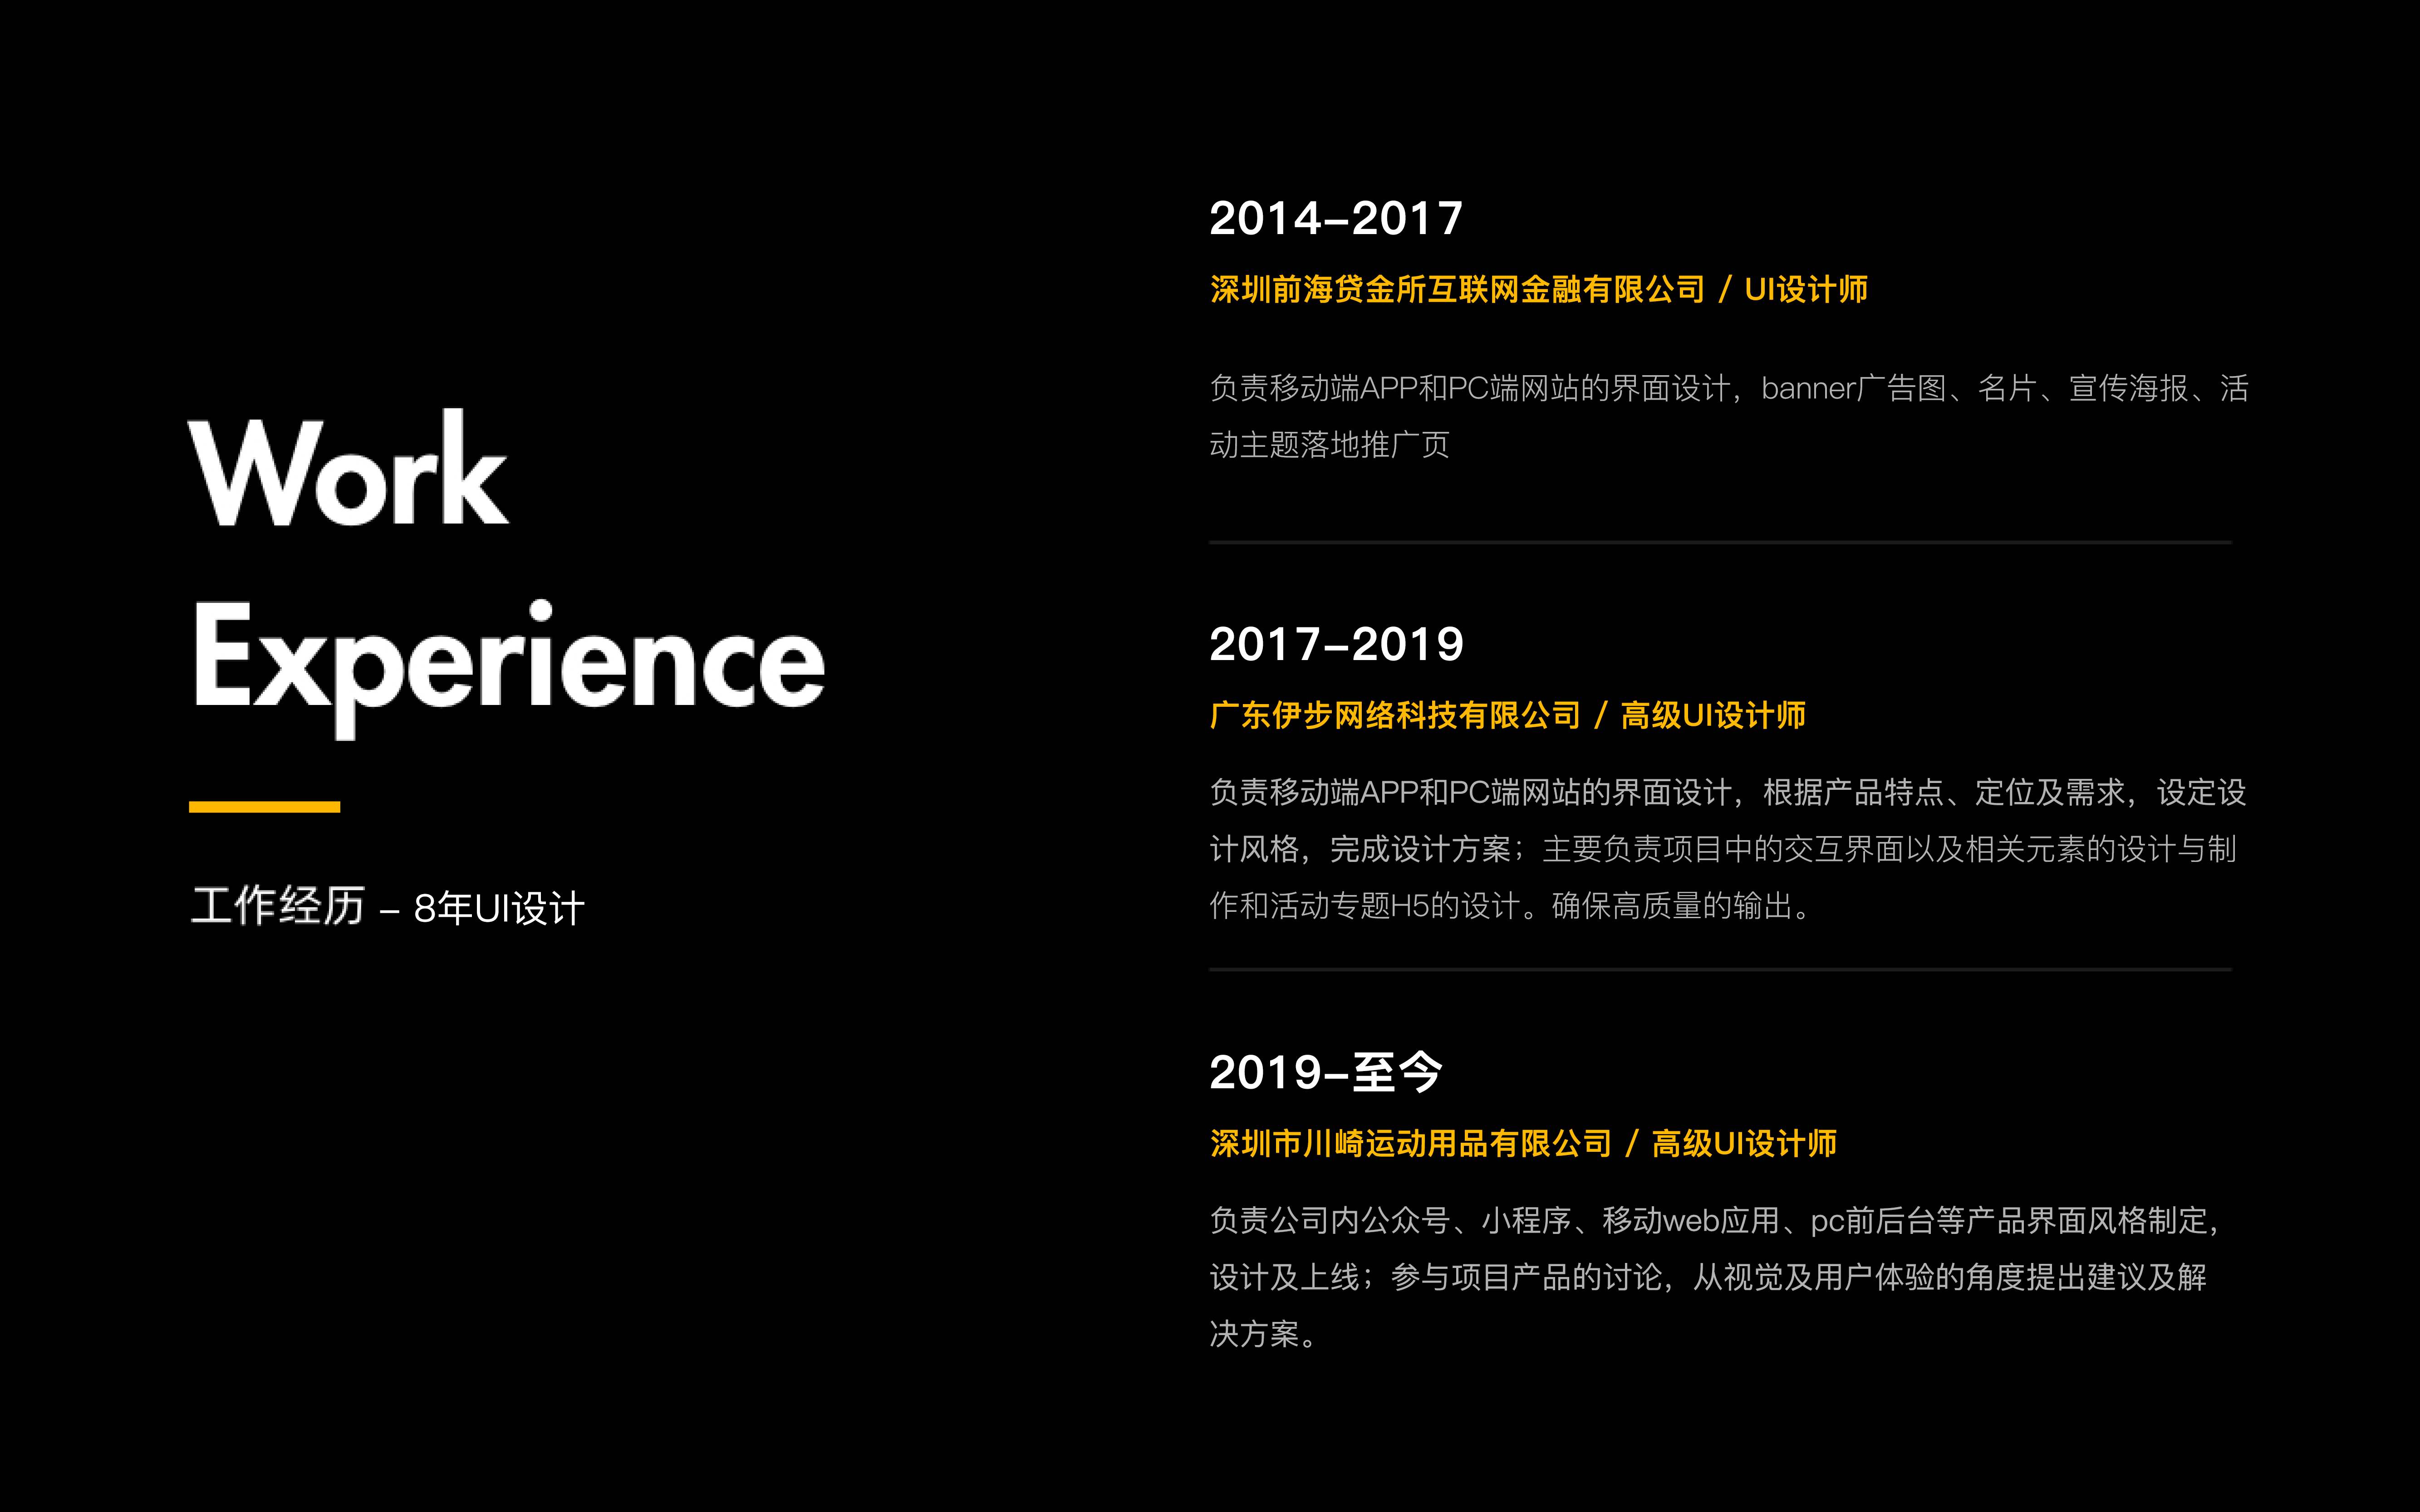 Work
Experience
工作经历 – 8年UI设计
2014–2017
深圳前海贷金所互联网金融有限公司 / UI设计师
负责移动端APP和PC端网站的界面设计，banner广告图、名片、宣传海报、活
动主题落地推广页
2017–2019
广东伊步网络科技有限公司 / 高级UI设计师
负责移动端APP和PC端网站的界面设计，根据产品特点、定位及需求，设定设
计风格，完成设计方案；主要负责项目中的交互界面以及相关元素的设计与制
作和活动专题H5的设计。确保高质量的输出。
2019–至今
深圳市川崎运动用品有限公司 / 高级UI设计师
负责公司内公众号、小程序、移动web应用、pc前后台等产品界面风格制定，
设计及上线；参与项目产品的讨论，从视觉及用户体验的角度提出建议及解
决方案。